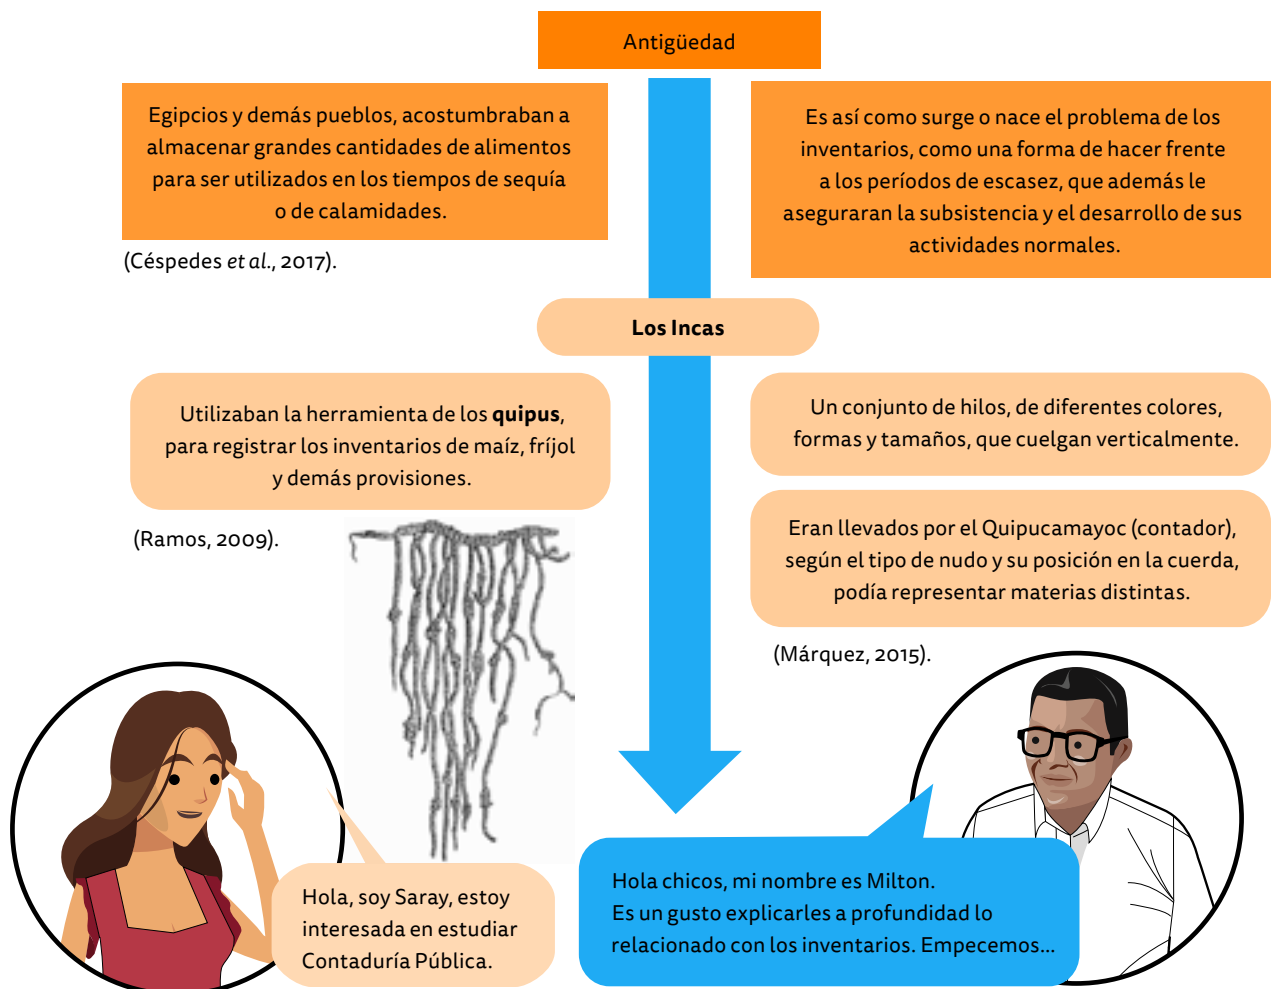 Antigüedad
Egipcios y demás pueblos, acostumbraban a
almacenar grandes cantidades de alimentos
para ser utilizados en los tiempos de sequía
o de calamidades.
(Céspedes et al., 2017).
Es así como surge o nace el problema de los
inventarios, como una forma de hacer frente
a los períodos de escasez, que además le
aseguraran la subsistencia y el desarrollo de sus
actividades normales.
Los Incas
Utilizaban la herramienta de los quipus,
para registrar los inventarios de maíz, fríjol
y demás provisiones.
(Ramos, 2009).
Un conjunto de hilos, de diferentes colores,
formas y tamaños, que cuelgan verticalmente.
Eran llevados por el Quipucamayoc (contador),
según el tipo de nudo y su posición en la cuerda,
podía representar materias distintas.
(Márquez, 2015).
Hola, soy Saray, estoy
interesada en estudiar
Contaduría Pública.
Hola chicos, mi nombre es Milton.
Es un gusto explicarles a profundidad lo
relacionado con los inventarios. Empecemos...